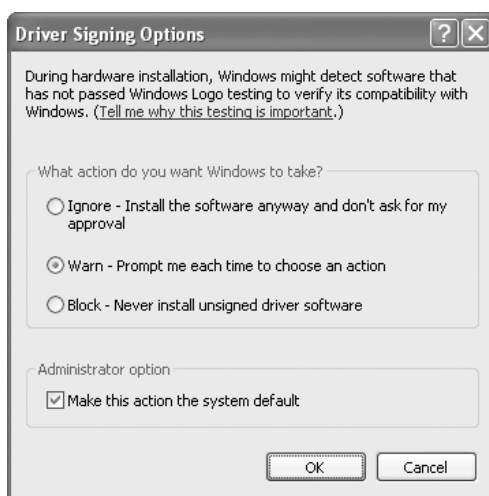 Driver Signing Options
During hardware installation, Windows might detect software that
has not passed Windows Logo testing to verify its compatibility with
Windows. (Tell me why this testing is important.)
What action do you want Windows to take?
Ignore - Install the software anyway and don't ask for my
approval
Warn - Prompt me each time to choose an action
Block - Never install unsigned driver software
Administrator option
Make this action the system default
OK Cancel